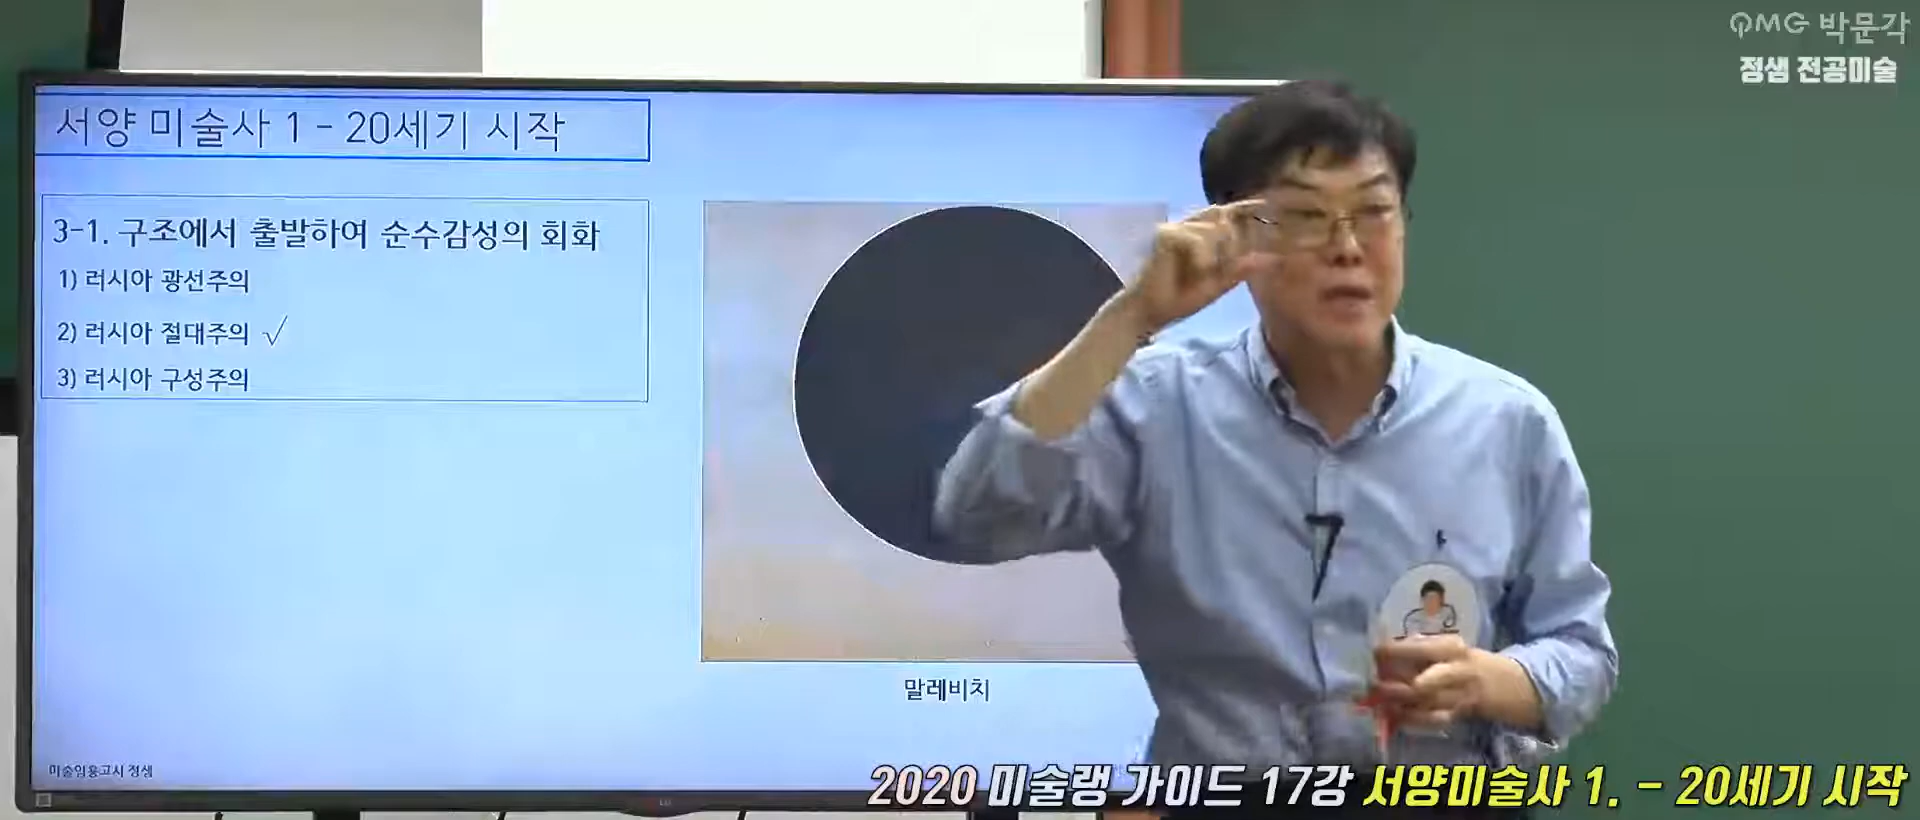 PMG 박문각
정샘 전공미술
서양 미술사 1 - 20세기 시작
3-1. 구조에서 출발하여 순수감성의 회화
1) 러시아 광선주의
2) 러시아 절대주의 √
3) 러시아 구성주의
말레비치
미술임용고시 정샘
2020 미술랭 가이드 17강 서양미술사 1. - 20세기 시작